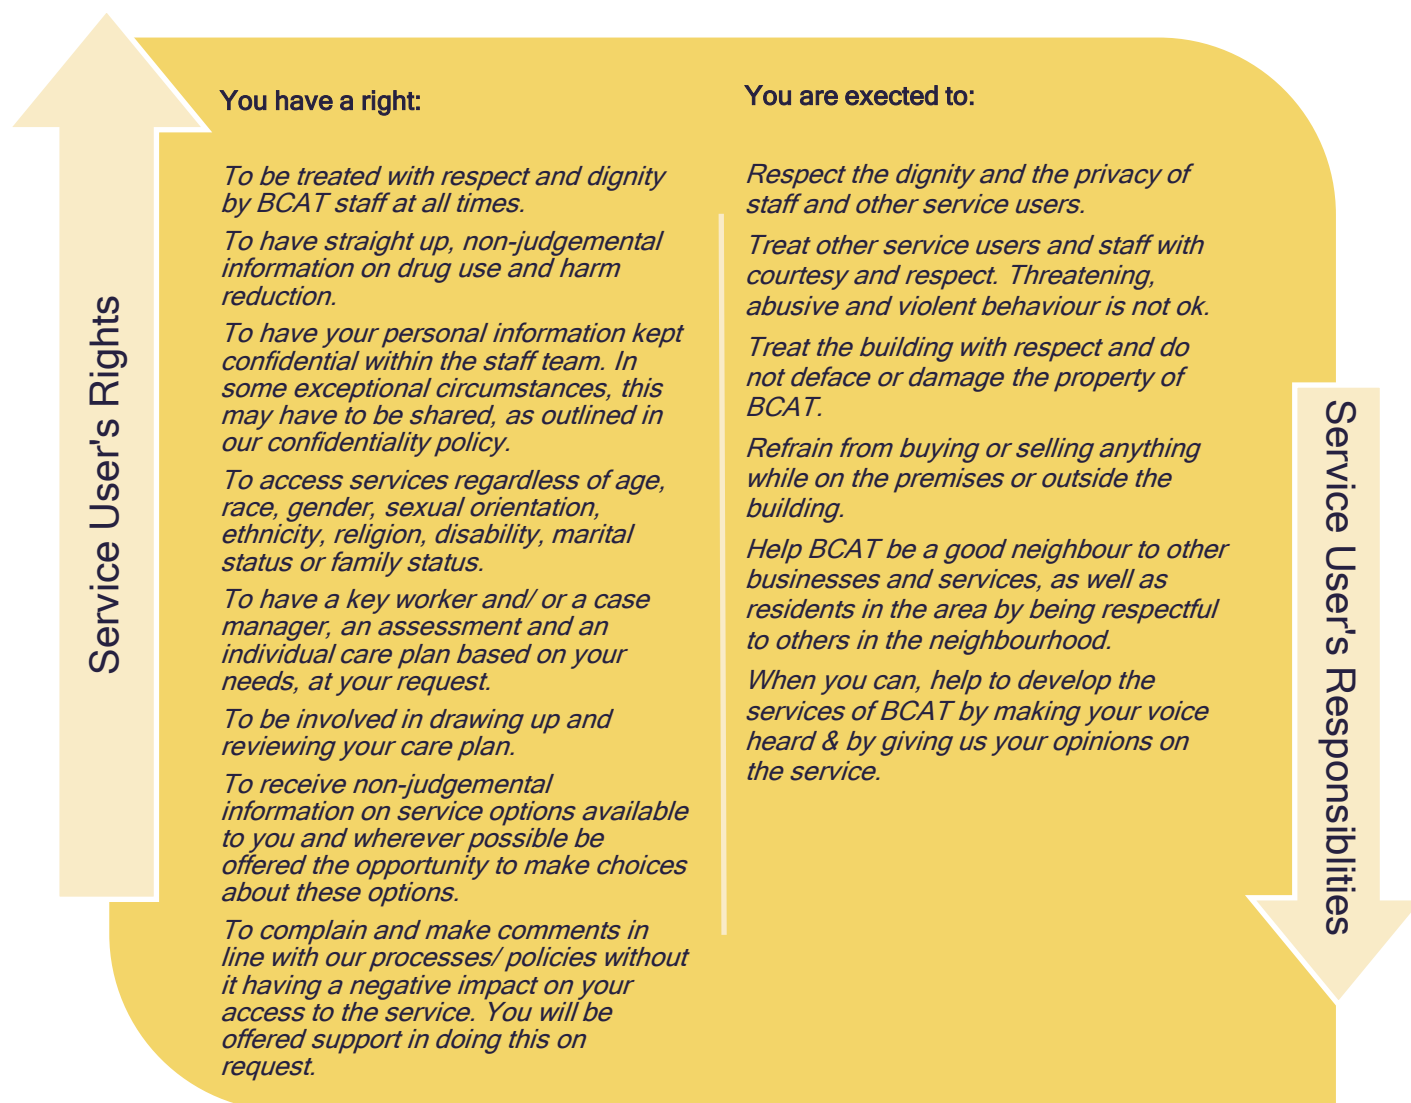 Service User's Rights
You have a right:
To be treated with respect and dignity
by BCAT staff at all times.
To have straight up, non-judgemental
information on drug use and harm
reduction.
To have your personal information kept
confidential within the staff team. In
some exceptional circumstances, this
may have to be shared, as outlined in
our confidentiality policy.
To access services regardless of age,
race, gender, sexual orientation,
ethnicity, religion, disability, marital
status or family status.
To have a key worker and/ or a case
manager, an assessment and an
individual care plan based on your
needs, at your request.
To be involved in drawing up and
reviewing your care plan.
To receive non-judgemental
information on service options available
to you and wherever possible be
offered the opportunity to make choices
about these options.
To complain and make comments in
line with our processes/ policies without
it having a negative impact on your
access to the service. You will be
offered support in doing this on
request.
You are exected to:
Respect the dignity and the privacy of
staff and other service users.
Treat other service users and staff with
courtesy and respect. Threatening,
abusive and violent behaviour is not ok.
Treat the building with respect and do
not deface or damage the property of
BCAT.
Refrain from buying or selling anything
while on the premises or outside the
building.
Help BCAT be a good neighbour to other
businesses and services, as well as
residents in the area by being respectful
to others in the neighbourhood.
When you can, help to develop the
services of BCAT by making your voice
heard & by giving us your opinions on
the service.
Service User's Responsiblities